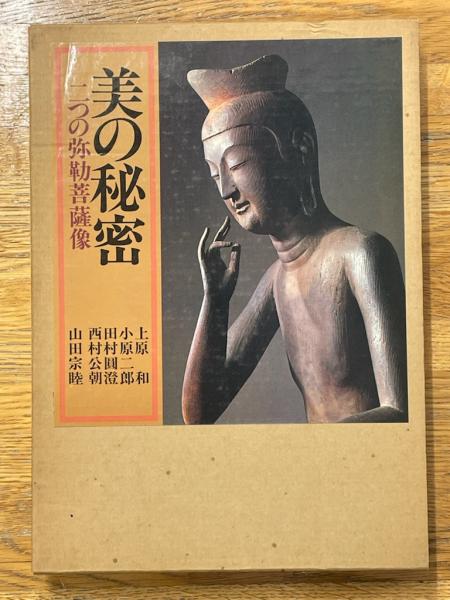 美の秘密
二つの弥勒菩薩像
上原 和
小原二郎
田村圓澄
西村公朝
山田宗睦